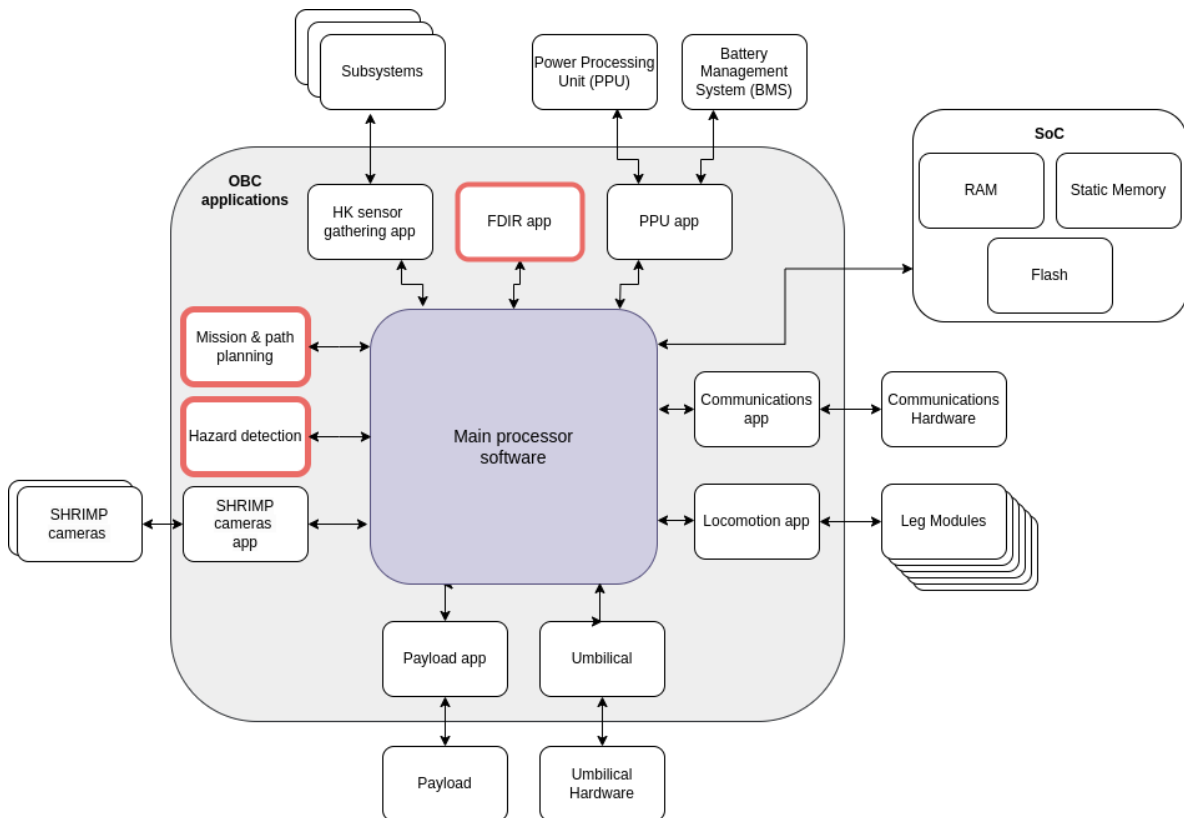 Subsystems
Power Processing
Unit (PPU)
Battery
Management
System (BMS)
SoC
RAM
Static Memory
Flash
OBC
applications
HK sensor
gathering app
FDIR app
PPU app
Mission & path
planning
Hazard detection
Main processor
software
Communications
app
Communications
Hardware
SHRIMP
cameras
SHRIMP
cameras
app
Locomotion app
Leg Modules
Payload app
Umbilical
Payload
Umbilical
Hardware